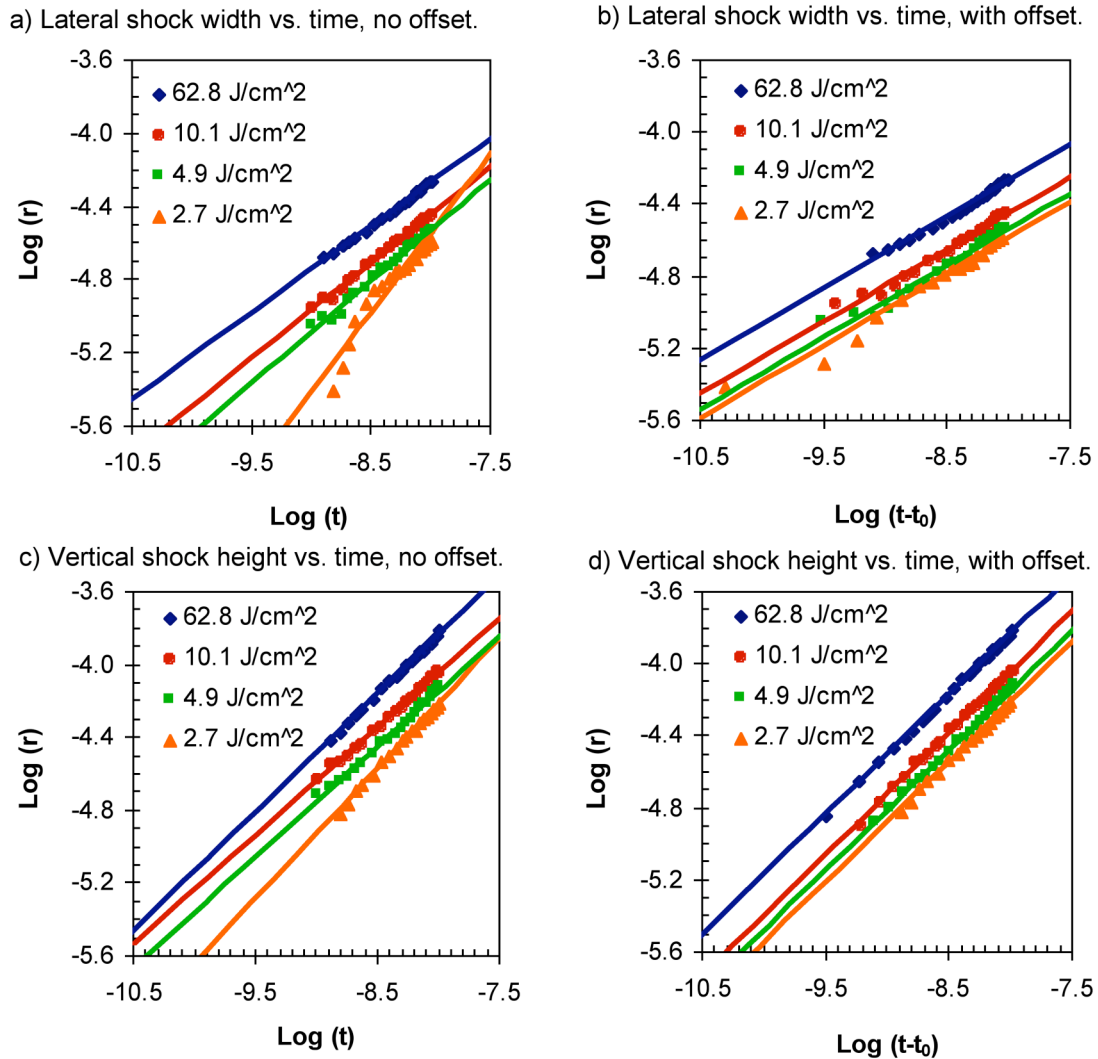 a) Lateral shock width vs. time, no offset.
-3.6
-4.0
-4.4
-4.8
-5.2
-5.6
Log (r)
62.8 J/cm^2
10.1 J/cm^2
4.9 J/cm^2
2.7 J/cm^2
-10.5 -9.5 -8.5 -7.5
Log (t)
b) Lateral shock width vs. time, with offset.
-3.6
-4.0
-4.4
-4.8
-5.2
-5.6
Log (r)
62.8 J/cm^2
10.1 J/cm^2
4.9 J/cm^2
2.7 J/cm^2
-10.5 -9.5 -8.5 -7.5
Log (t-t₀)
c) Vertical shock height vs. time, no offset.
-3.6
-4.0
-4.4
-4.8
-5.2
-5.6
Log (r)
62.8 J/cm^2
10.1 J/cm^2
4.9 J/cm^2
2.7 J/cm^2
-10.5 -9.5 -8.5 -7.5
Log (t)
d) Vertical shock height vs. time, with offset.
-3.6
-4.0
-4.4
-4.8
-5.2
-5.6
Log (r)
62.8 J/cm^2
10.1 J/cm^2
4.9 J/cm^2
2.7 J/cm^2
-10.5 -9.5 -8.5 -7.5
Log (t-t₀)